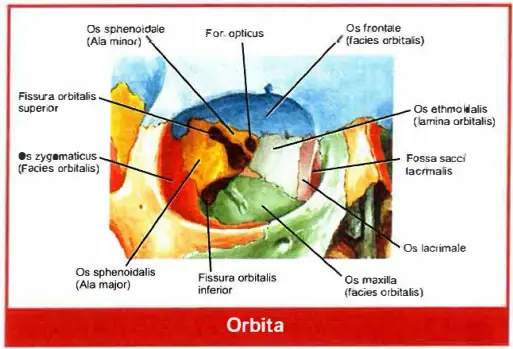 Os sphenoidale
(Ala minor)
For. opticus
Os frontale
(facies orbitalis)
Fissura orbitalis
superior
Os ethmoidalis
(lamina orbitalis)
Os zygomaticus
(Facies orbitalis)
Fossa sacci
lacrimalis
Os lacrimale
Os sphenoidalis
(Ala major)
Fissura orbitalis
inferior
Os maxilla
(facies orbitalis)
Orbita